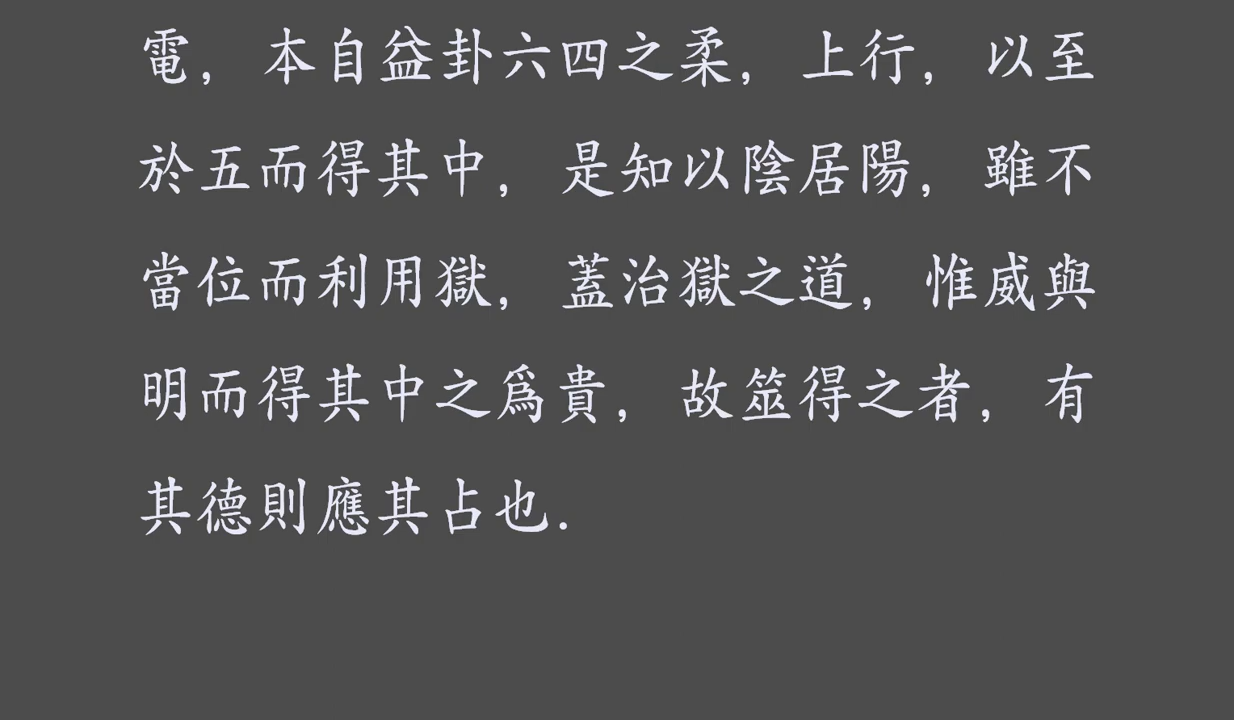 電, 本自益卦六四之柔, 上行, 以至
於五而得其中, 是知以陰居陽, 雖不
當位而利用獄, 蓋治獄之道, 惟威與
明而得其中之爲貴, 故筮得之者, 有
其德則應其占也.